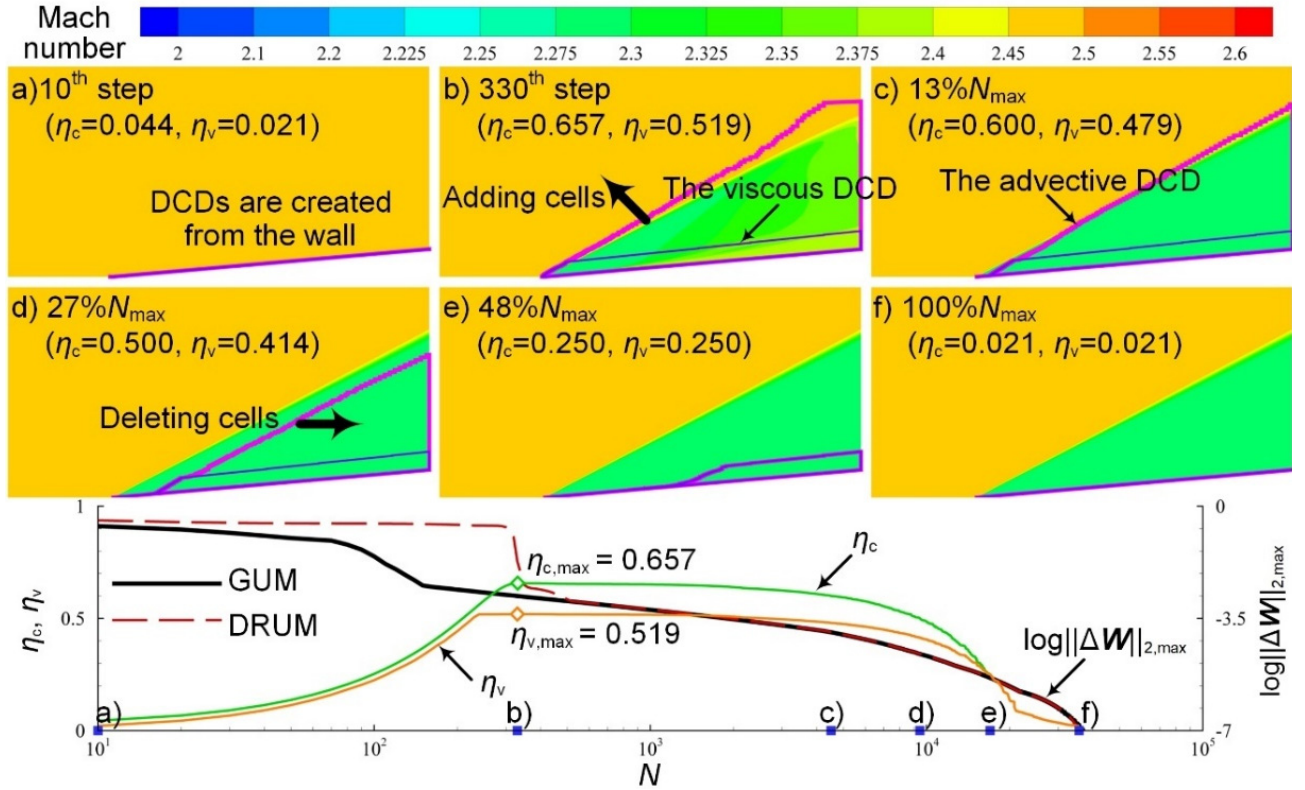 Mach number
2 2.1 2.2 2.225 2.25 2.275 2.3 2.325 2.35 2.375 2.4 2.45 2.5 2.55 2.6
a)10th step
(ηc=0.044, ηv=0.021)
DCDs are created
from the wall
b) 330th step
(ηc=0.657, ηv=0.519)
Adding cells
The viscous DCD
c) 13%Nmax
(ηc=0.600, ηv=0.479)
The advective DCD
d) 27%Nmax
(ηc=0.500, ηv=0.414)
Deleting cells
e) 48%Nmax
(ηc=0.250, ηv=0.250)
f) 100%Nmax
(ηc=0.021, ηv=0.021)
1
0.5
0
ηc, ηv
GUM
DRUM
ηc,max = 0.657
ηv,max = 0.519
ηc
ηv
log||ΔW||2,max
a) b) c) d) e) f)
0
-3.5
-7
log||ΔW||2,max
10¹ 10² 10³ 10⁴ 10⁵
N